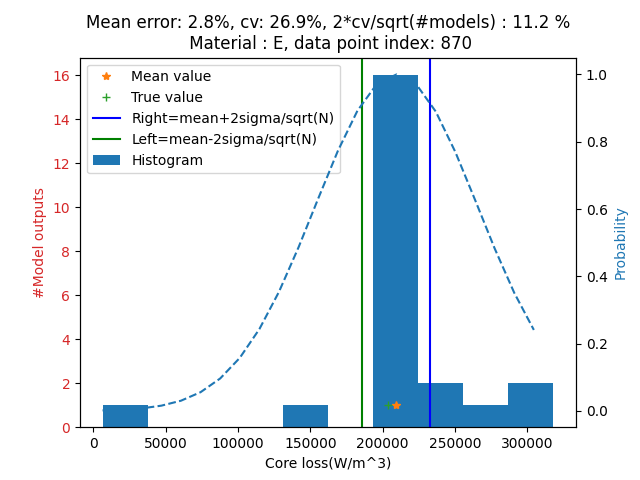 Mean error: 2.8%, cv: 26.9%, 2*cv/sqrt(#models) : 11.2 %
Material : E, data point index: 870
Mean value
True value
Right=mean+2sigma/sqrt(N)
Left=mean-2sigma/sqrt(N)
Histogram
#Model outputs
16
14
12
10
8
6
4
2
0
1.0
0.8
0.6
0.4
0.2
0.0
Probability
0 50000 100000 150000 200000 250000 300000
Core loss(W/m^3)